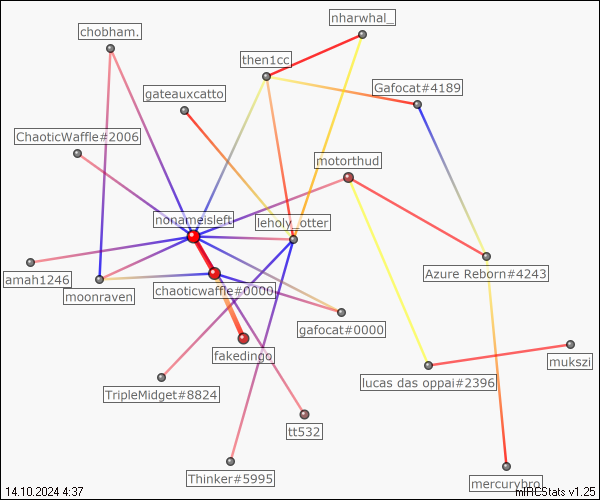 nharwhal_
chobham.
then1cc
Gafocat#4189
gateauxcatto
ChaoticWaffle#2006
motorthud
nonameisleft
leholy_otter
amah1246
Azure Reborn#4243
moonraven
chaoticwaffle#0000
gafocat#0000
fakedingo
mukszi
lucas das oppai#2396
TripleMidget#8824
tt532
Thinker#5995
mercurybro
14.10.2024 4:37
mIRCStats v1.25